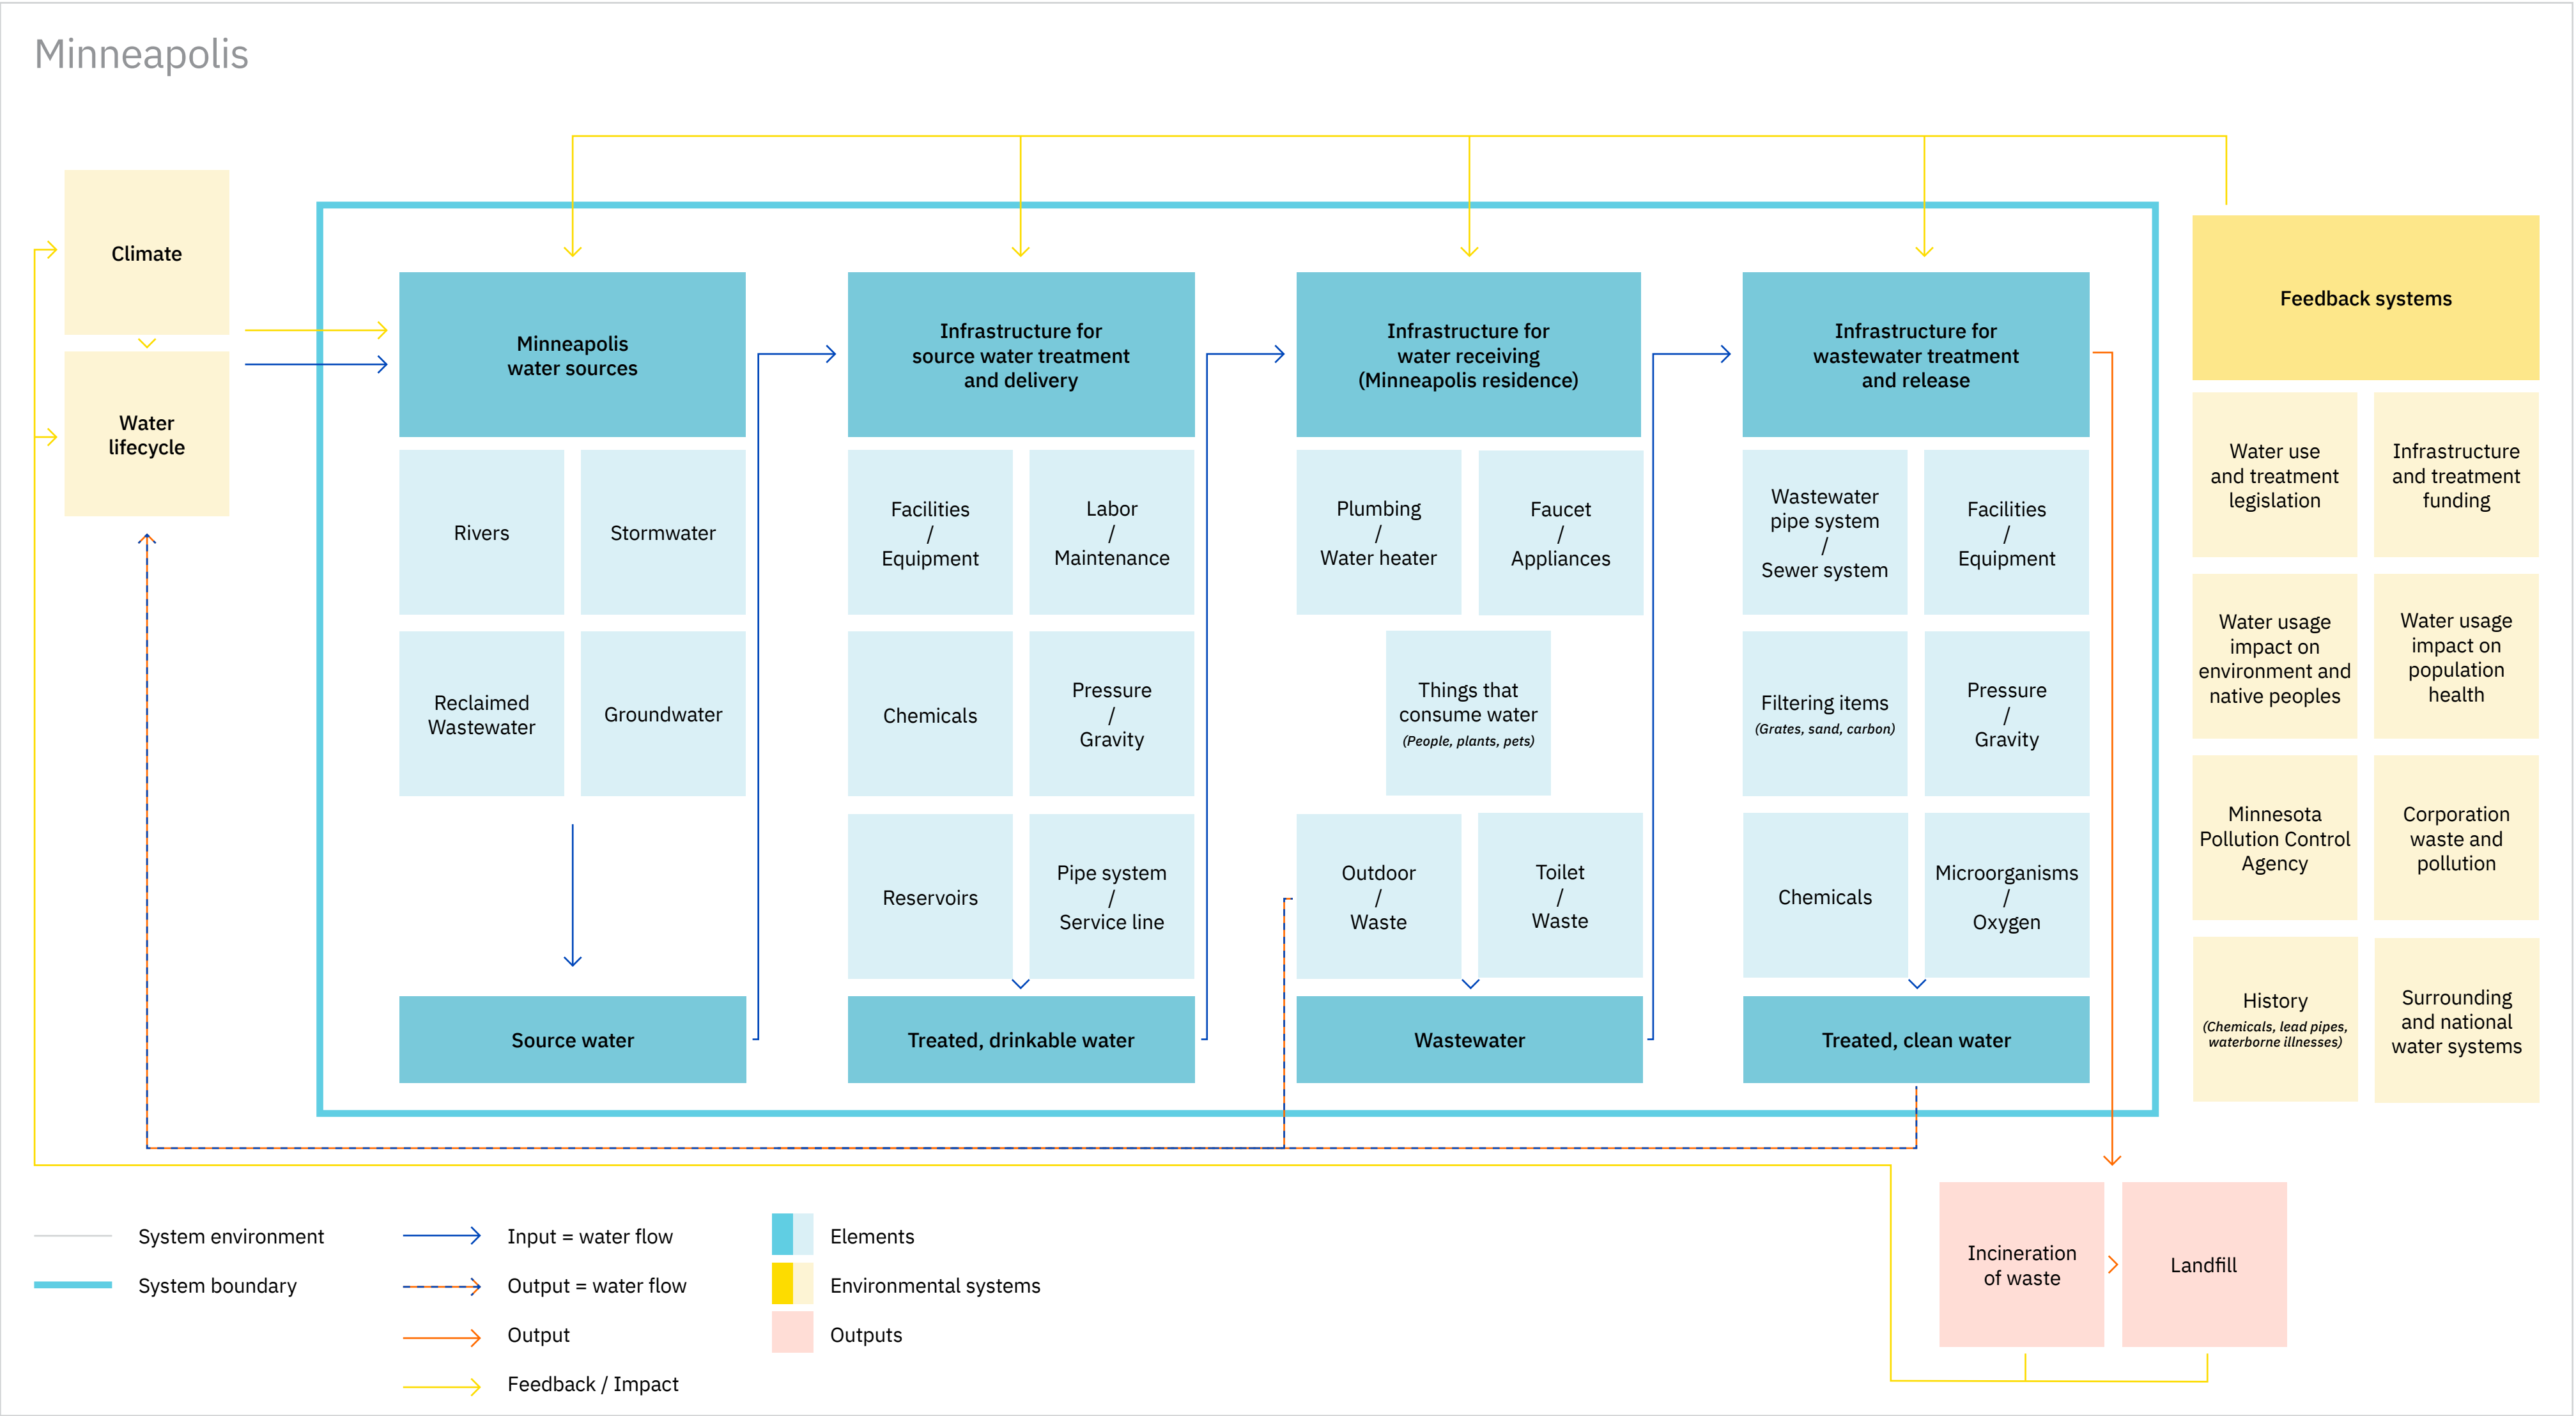 Minneapolis
Climate
Water
lifecycle
Minneapolis
water sources
Rivers
Stormwater
Reclaimed
Wastewater
Groundwater
Source water
Infrastructure for
source water treatment
and delivery
Facilities
/
Equipment
Labor
/
Maintenance
Chemicals
Pressure
/
Gravity
Reservoirs
Pipe system
/
Service line
Treated, drinkable water
Infrastructure for
water receiving
(Minneapolis residence)
Plumbing
/
Water heater
Faucet
/
Appliances
Things that
consume water
(People, plants, pets)
Outdoor
/
Waste
Toilet
/
Waste
Wastewater
Infrastructure for
wastewater treatment
and release
Wastewater
pipe system
/
Sewer system
Facilities
/
Equipment
Filtering items
(Grates, sand, carbon)
Pressure
/
Gravity
Chemicals
Microorganisms
/
Oxygen
Treated, clean water
Feedback systems
Water use
and treatment
legislation
Infrastructure
and treatment
funding
Water usage
impact on
environment and
native peoples
Water usage
impact on
population
health
Minnesota
Pollution Control
Agency
Corporation
waste and
pollution
History
(Chemicals, lead pipes,
waterborne illnesses)
Surrounding
and national
water systems
Incineration
of waste
Landfill
System environment
System boundary
Input = water flow
Output = water flow
Output
Feedback / Impact
Elements
Environmental systems
Outputs